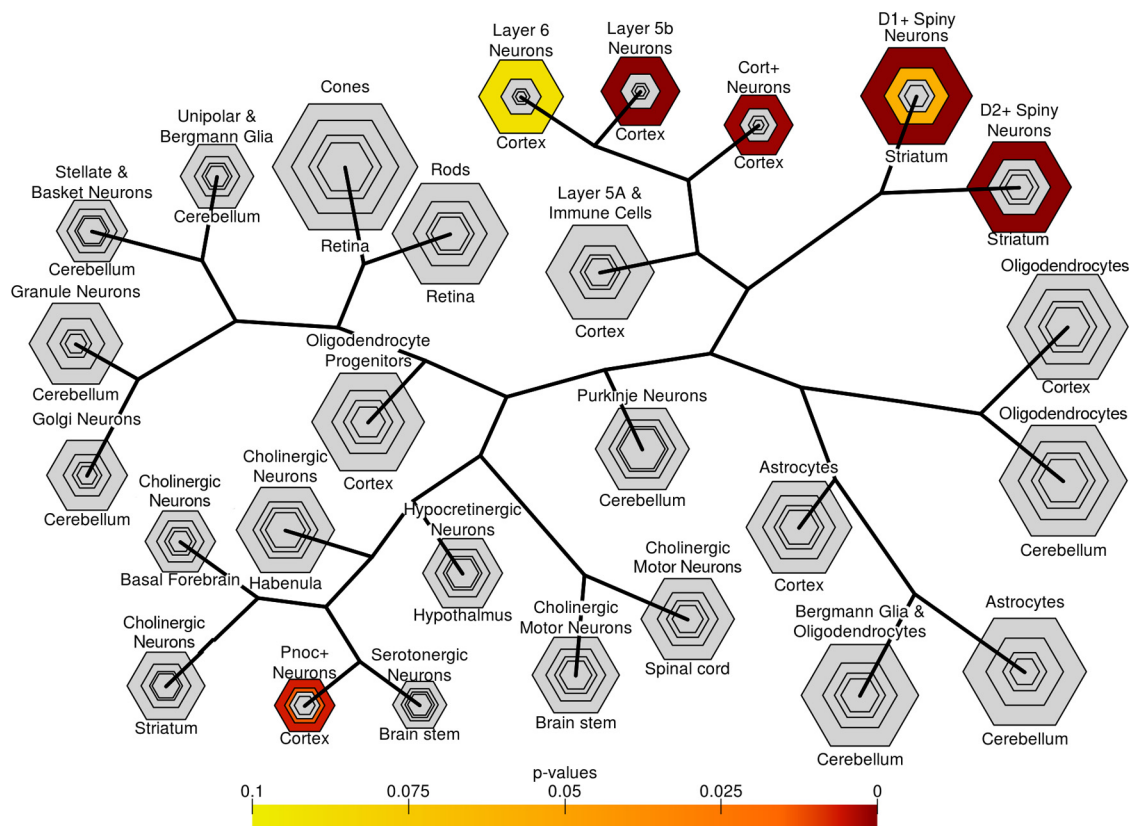 Layer 6
Neurons
Cortex
Layer 5b
Neurons
Cortex
Cort+
Neurons
Cortex
D1+ Spiny
Neurons
Striatum
D2+ Spiny
Neurons
Striatum
Cones
Retina
Rods
Retina
Unipolar &
Bergmann Glia
Cerebellum
Stellate &
Basket Neurons
Cerebellum
Layer 5A &
Immune Cells
Cortex
Granule Neurons
Cerebellum
Golgi Neurons
Cerebellum
Oligodendrocyte
Progenitors
Cortex
Purkinje Neurons
Cerebellum
Oligodendrocytes
Cortex
Oligodendrocytes
Cerebellum
Astrocytes
Cortex
Cholinergic
Neurons
Habenula
Cholinergic
Neurons
Basal Forebrain
Hypocretinergic
Neurons
Hypothalmus
Cholinergic
Motor Neurons
Spinal cord
Cholinergic
Motor Neurons
Brain stem
Cholinergic
Neurons
Striatum
Pnoc+
Neurons
Cortex
Serotonergic
Neurons
Brain stem
Bergmann Glia &
Oligodendrocytes
Cerebellum
Astrocytes
Cerebellum
p-values
0.1 0.075 0.05 0.025 0